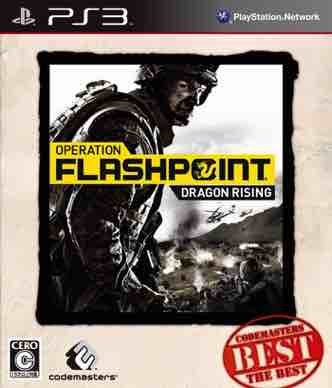 PS3
PlayStation.Network
OPERATION
FLASHPOINT
DRAGON RISING
CERO
C
codemasters
CODEMASTERS
BEST
THE BEST